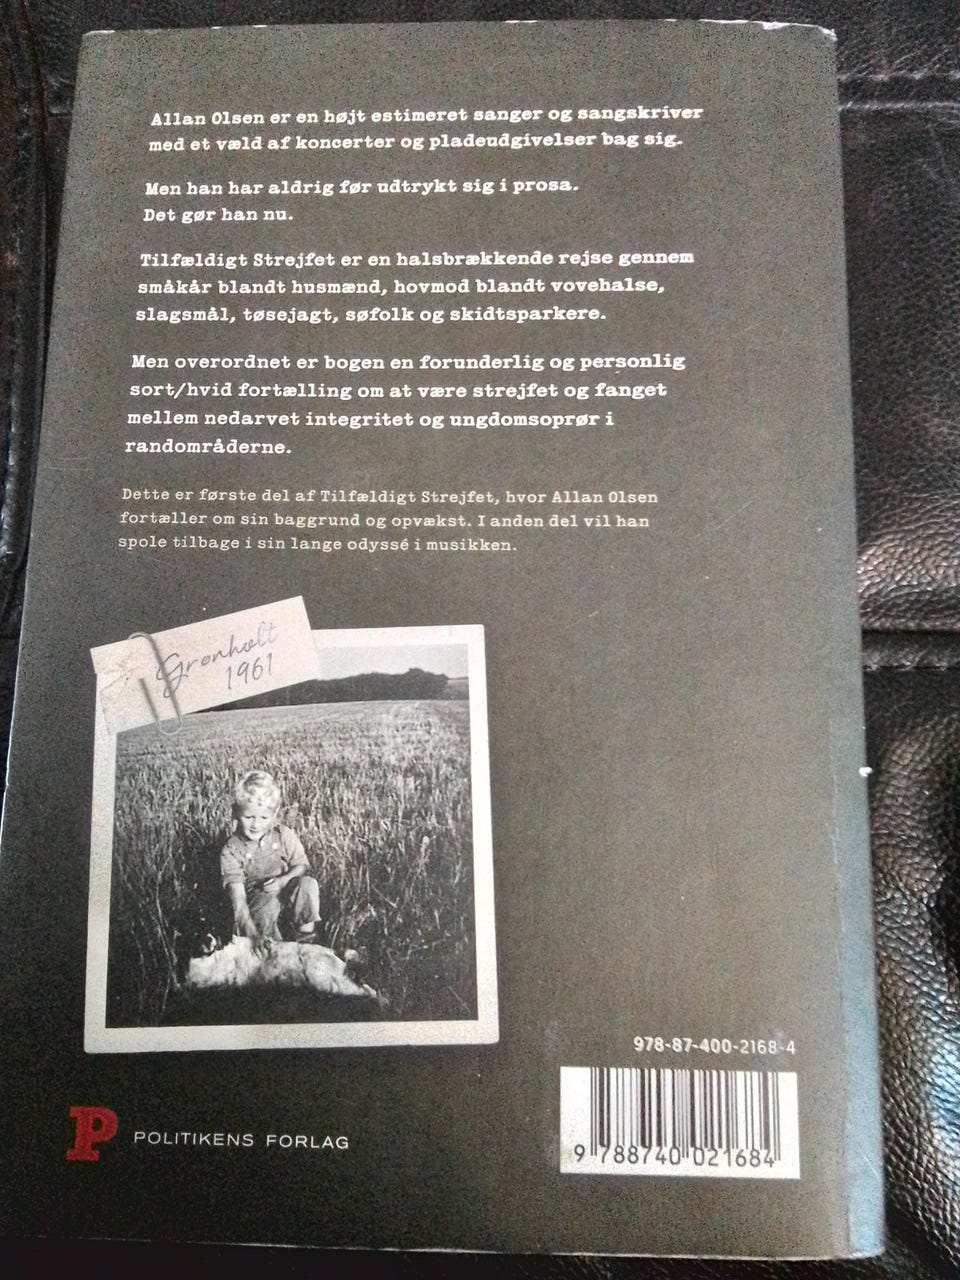 Allan Olsen er en højt estimeret sanger og sangskriver
med et væld af koncerter og pladeudgivelser bag sig.
Men han har aldrig før udtrykt sig i prosa.
Det gør han nu.
Tilfældigt Strejfet er en halsbrækkende rejse gennem
småkår blandt husmænd, hovmod blandt vovehalse,
slagsmål, tøsejagt, søfolk og skidtsparkere.
Men overordnet er bogen en forunderlig og personlig
sort/hvid fortælling om at være strejfet og fanget
mellem nedarvet integritet og ungdomsoprør i
randområderne.
Dette er første del af Tilfældigt Strejfet, hvor Allan Olsen
fortæller om sin baggrund og opvækst. I anden del vil han
spole tilbage i sin lange odyssé i musikken.
Grønholt
1961
978-87-400-2168-4
9 788740 021684
P POLITIKENS FORLAG